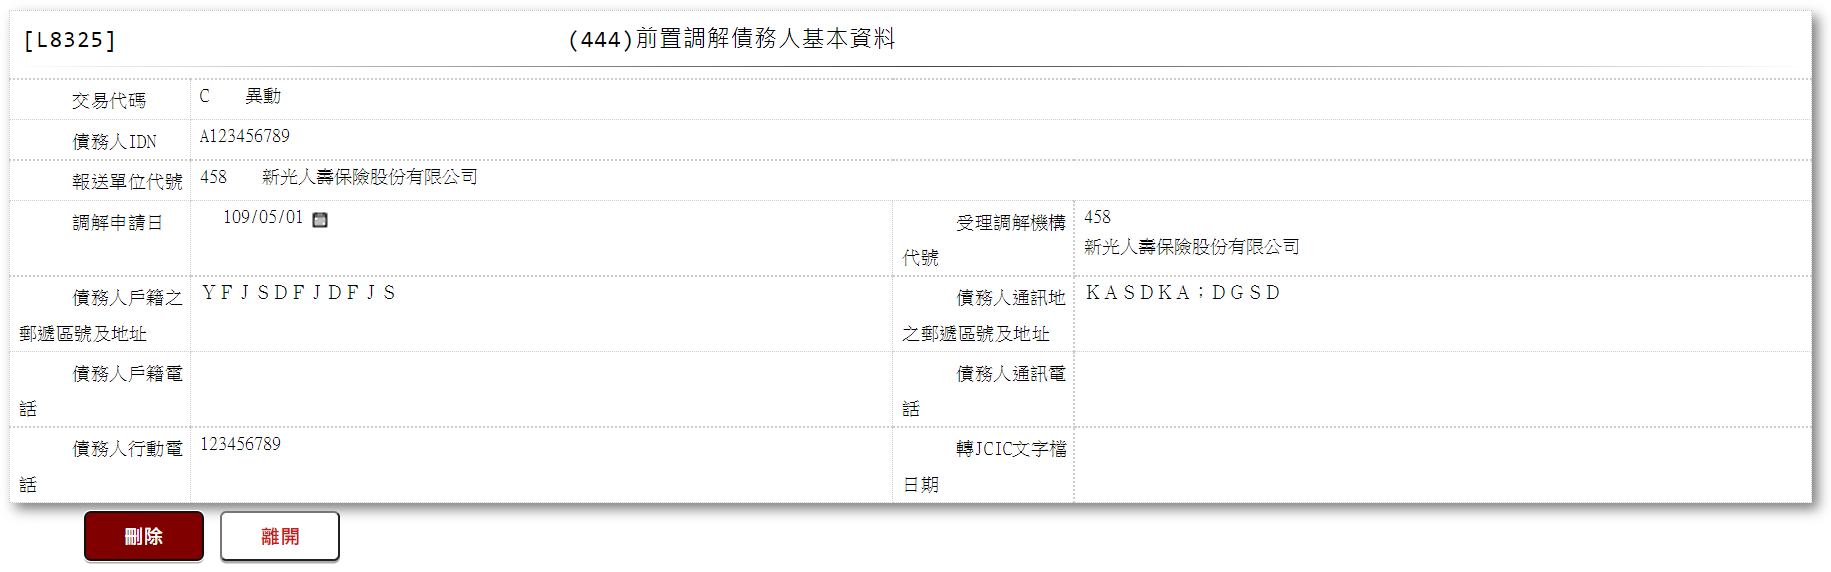 [L8325] (444)前置調解債務人基本資料
交易代碼 C 異動
債務人IDN A123456789
報送單位代號 458 新光人壽保險股份有限公司
調解申請日 109/05/01
受理調解機構
代號
458
新光人壽保險股份有限公司
債務人戶籍之
郵遞區號及地址
ＹＦＪＳＤＦＪＤＦＪＳ
債務人通訊地
之郵遞區號及地址
ＫＡＳＤＫＡ；ＤＧＳＤ
債務人戶籍電
話
債務人通訊電
話
債務人行動電
話
123456789
轉JCIC文字檔
日期
刪除 離開